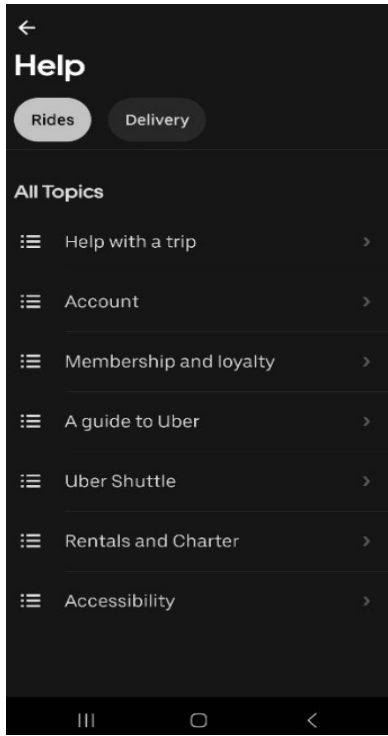 Help
Rides
Delivery
All Topics
Help with a trip
Account
Membership and loyalty
A guide to Uber
Uber Shuttle
Rentals and Charter
Accessibility